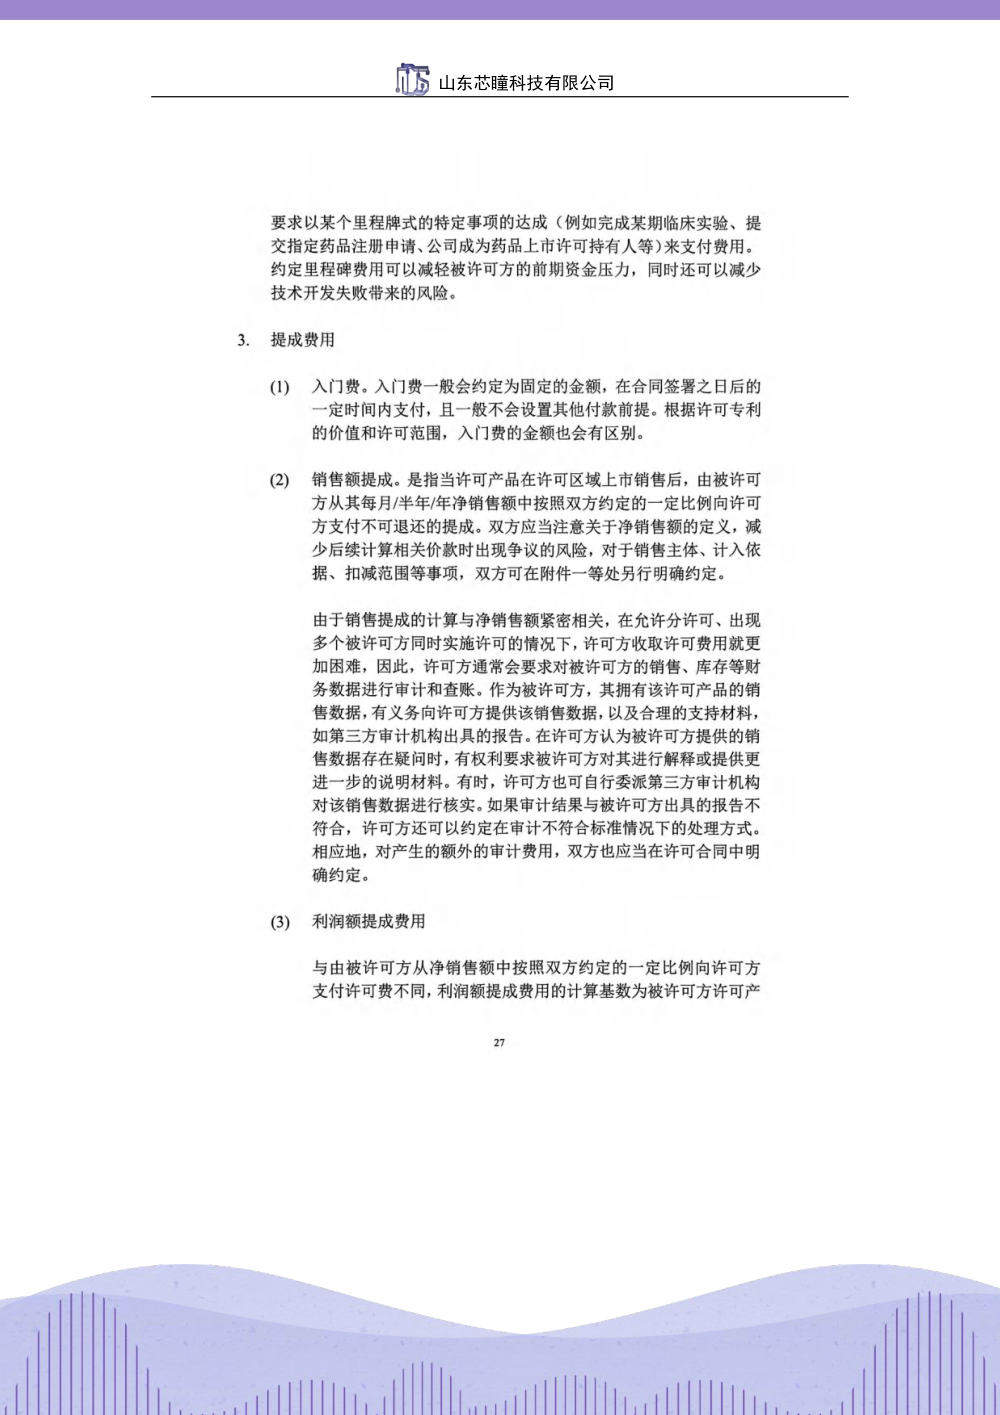 山东芯瞳科技有限公司
要求以某个里程牌式的特定事项的达成（例如完成某期临床实验、提
交指定药品注册申请、公司成为药品上市许可持有人等）来支付费用。
约定里程碑费用可以减轻被许可方的前期资金压力，同时还可以减少
技术开发失败带来的风险。
3. 提成费用
(1) 入门费。入门费一般会约定为固定的金额，在合同签署之日后的
一定时间内支付，且一般不会设置其他付款前提。根据许可专利
的价值和许可范围，入门费的金额也会有区别。
(2) 销售额提成。是指当许可产品在许可区域上市销售后，由被许可
方从其每月/半年/年净销售额中按照双方约定的一定比例向许可
方支付不可退还的提成。双方应当注意关于净销售额的定义，减
少后续计算相关价款时出现争议的风险，对于销售主体、计入依
据、扣减范围等事项，双方可在附件一等处另行明确约定。
由于销售提成的计算与净销售额紧密相关，在允许分许可、出现
多个被许可方同时实施许可的情况下，许可方收取许可费用就更
加困难，因此，许可方通常会要求对被许可方的销售、库存等财
务数据进行审计和查账。作为被许可方，其拥有该许可产品的销
售数据，有义务向许可方提供该销售数据，以及合理的支持材料，
如第三方审计机构出具的报告。在许可方认为被许可方提供的销
售数据存在疑问时，有权利要求被许可方对其进行解释或提供更
进一步的说明材料。有时，许可方也可自行委派第三方审计机构
对该销售数据进行核实。如果审计结果与被许可方出具的报告不
符合，许可方还可以约定在审计不符合标准情况下的处理方式。
相应地，对产生的额外的审计费用，双方也应当在许可合同中明
确约定。
(3) 利润额提成费用
与由被许可方从净销售额中按照双方约定的一定比例向许可方
支付许可费不同，利润额提成费用的计算基数为被许可方许可产
27